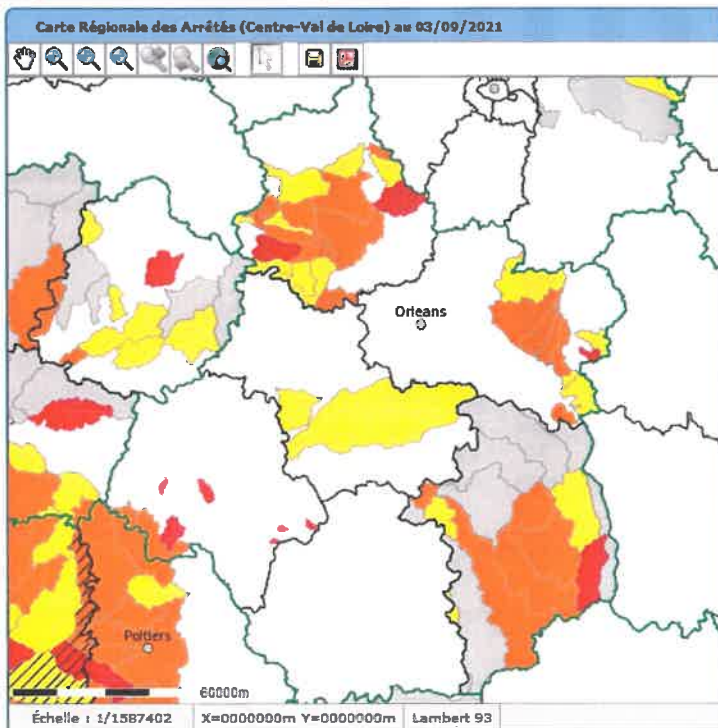 Carte Régionale des Arrêtés (Centre-Val de Loire) au 03/09/2021
Orleans
Poitiers
60000m
Échelle : 1/1587402 X=0000000m Y=0000000m Lambert 93